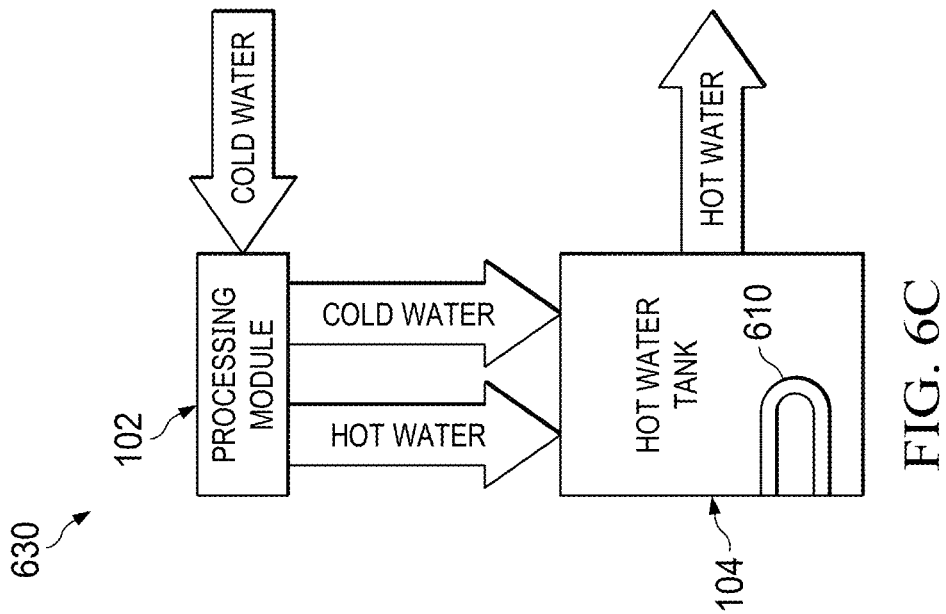 630
102
PROCESSING
MODULE
COLD WATER
HOT WATER
COLD WATER
104
HOT WATER
TANK
610
HOT WATER
FIG. 6C